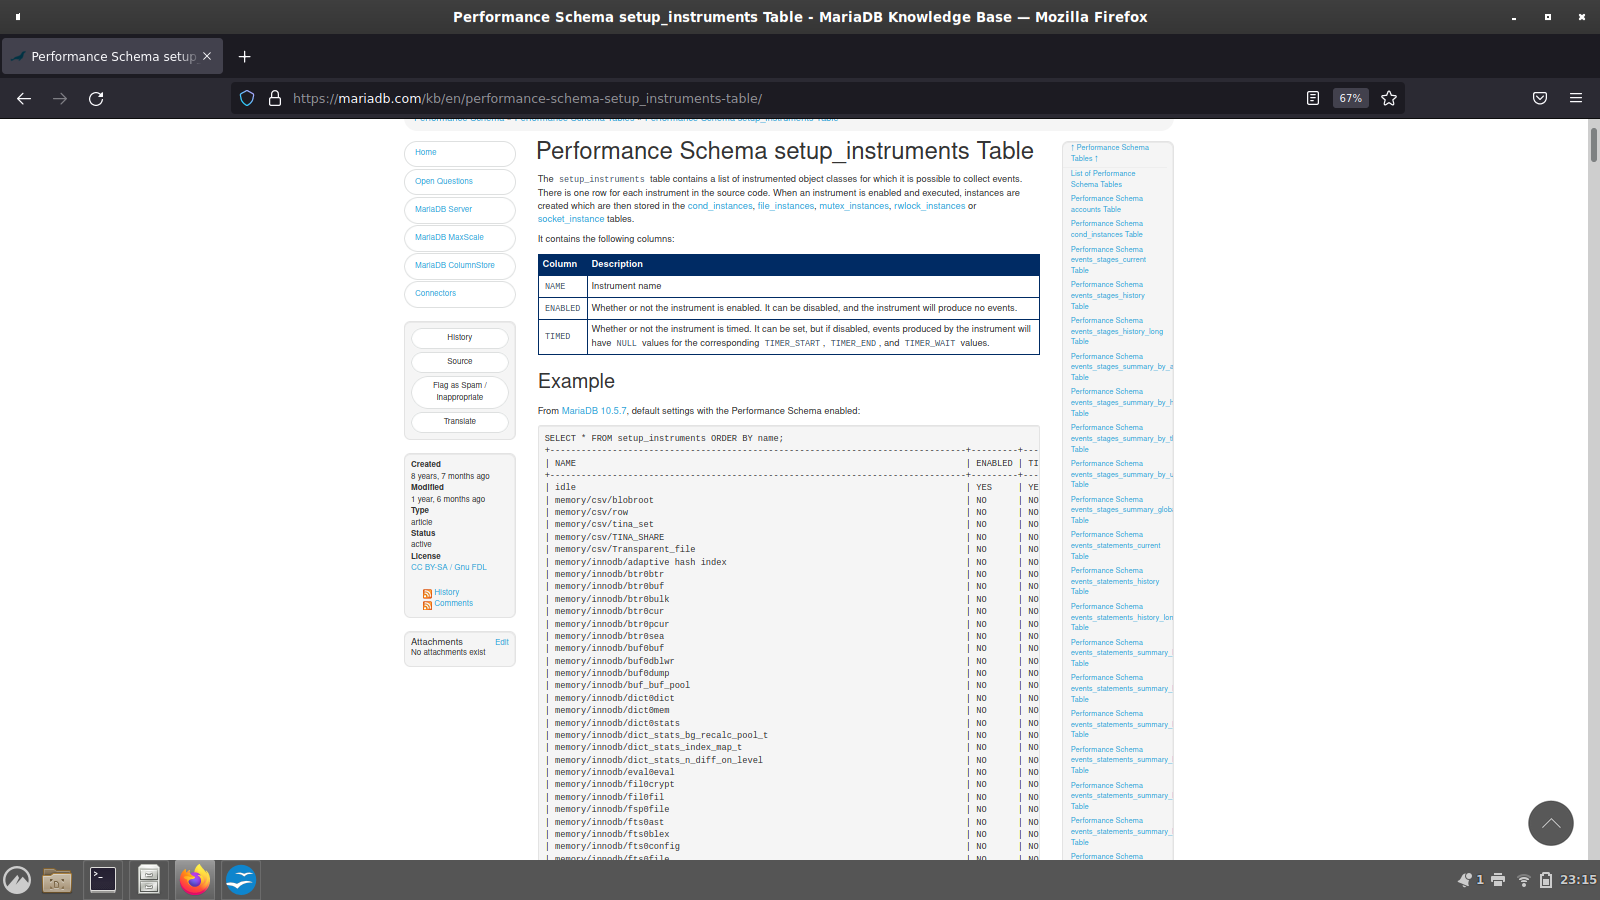 Performance Schema setup_instruments Table - MariaDB Knowledge Base — Mozilla Firefox
Performance Schema setup_
https://mariadb.com/kb/en/performance-schema-setup_instruments-table/
67%
Home
Open Questions
MariaDB Server
MariaDB MaxScale
MariaDB ColumnStore
Connectors
History
Source
Flag as Spam /
Inappropriate
Translate
Created
8 years, 7 months ago
Modified
1 year, 6 months ago
Type
article
Status
active
License
CC BY-SA / Gnu FDL
History
Comments
Attachments Edit
No attachments exist
Performance Schema setup_instruments Table
The setup_instruments table contains a list of instrumented object classes for which it is possible to collect events.
There is one row for each instrument in the source code. When an instrument is enabled and executed, instances are
created which are then stored in the cond_instances, file_instances, mutex_instances, rwlock_instances or
socket_instance tables.
It contains the following columns:
Column Description
NAME Instrument name
ENABLED Whether or not the instrument is enabled. It can be disabled, and the instrument will produce no events.
TIMED Whether or not the instrument is timed. It can be set, but if disabled, events produced by the instrument will
have NULL values for the corresponding TIMER_START, TIMER_END, and TIMER_WAIT values.
Example
From MariaDB 10.5.7, default settings with the Performance Schema enabled:
SELECT * FROM setup_instruments ORDER BY name;
+--------------------------------------------------------------------------------+---------+---
| NAME | ENABLED | TI
+--------------------------------------------------------------------------------+---------+---
| idle | YES | YE
| memory/csv/blobroot | NO | NO
| memory/csv/row | NO | NO
| memory/csv/tina_set | NO | NO
| memory/csv/TINA_SHARE | NO | NO
| memory/csv/Transparent_file | NO | NO
| memory/innodb/adaptive hash index | NO | NO
| memory/innodb/btr0btr | NO | NO
| memory/innodb/btr0buf | NO | NO
| memory/innodb/btr0bulk | NO | NO
| memory/innodb/btr0cur | NO | NO
| memory/innodb/btr0pcur | NO | NO
| memory/innodb/btr0sea | NO | NO
| memory/innodb/buf0buf | NO | NO
| memory/innodb/buf0dblwr | NO | NO
| memory/innodb/buf0dump | NO | NO
| memory/innodb/buf_buf_pool | NO | NO
| memory/innodb/dict0dict | NO | NO
| memory/innodb/dict0mem | NO | NO
| memory/innodb/dict0stats | NO | NO
| memory/innodb/dict_stats_bg_recalc_pool_t | NO | NO
| memory/innodb/dict_stats_index_map_t | NO | NO
| memory/innodb/dict_stats_n_diff_on_level | NO | NO
| memory/innodb/eval0eval | NO | NO
| memory/innodb/fil0crypt | NO | NO
| memory/innodb/fil0fil | NO | NO
| memory/innodb/fsp0file | NO | NO
| memory/innodb/fts0ast | NO | NO
| memory/innodb/fts0blex | NO | NO
| memory/innodb/fts0config | NO | NO
| memory/innodb/fts0file | NO | NO
↑ Performance Schema
Tables ↑
List of Performance
Schema Tables
Performance Schema
accounts Table
Performance Schema
cond_instances Table
Performance Schema
events_stages_current
Table
Performance Schema
events_stages_history
Table
Performance Schema
events_stages_history_long
Table
Performance Schema
events_stages_summary_by_a
Table
Performance Schema
events_stages_summary_by_h
Table
Performance Schema
events_stages_summary_by_t
Table
Performance Schema
events_stages_summary_by_u
Table
Performance Schema
events_stages_summary_globa
Table
Performance Schema
events_statements_current
Table
Performance Schema
events_statements_history
Table
Performance Schema
events_statements_history_lon
Table
Performance Schema
events_statements_summary_
Table
Performance Schema
events_statements_summary_
Table
Performance Schema
events_statements_summary_
Table
Performance Schema
events_statements_summary_
Table
Performance Schema
events_statements_summary_
Table
Performance Schema
events_statements_summary_
Table
Performance Schema
1
23:15